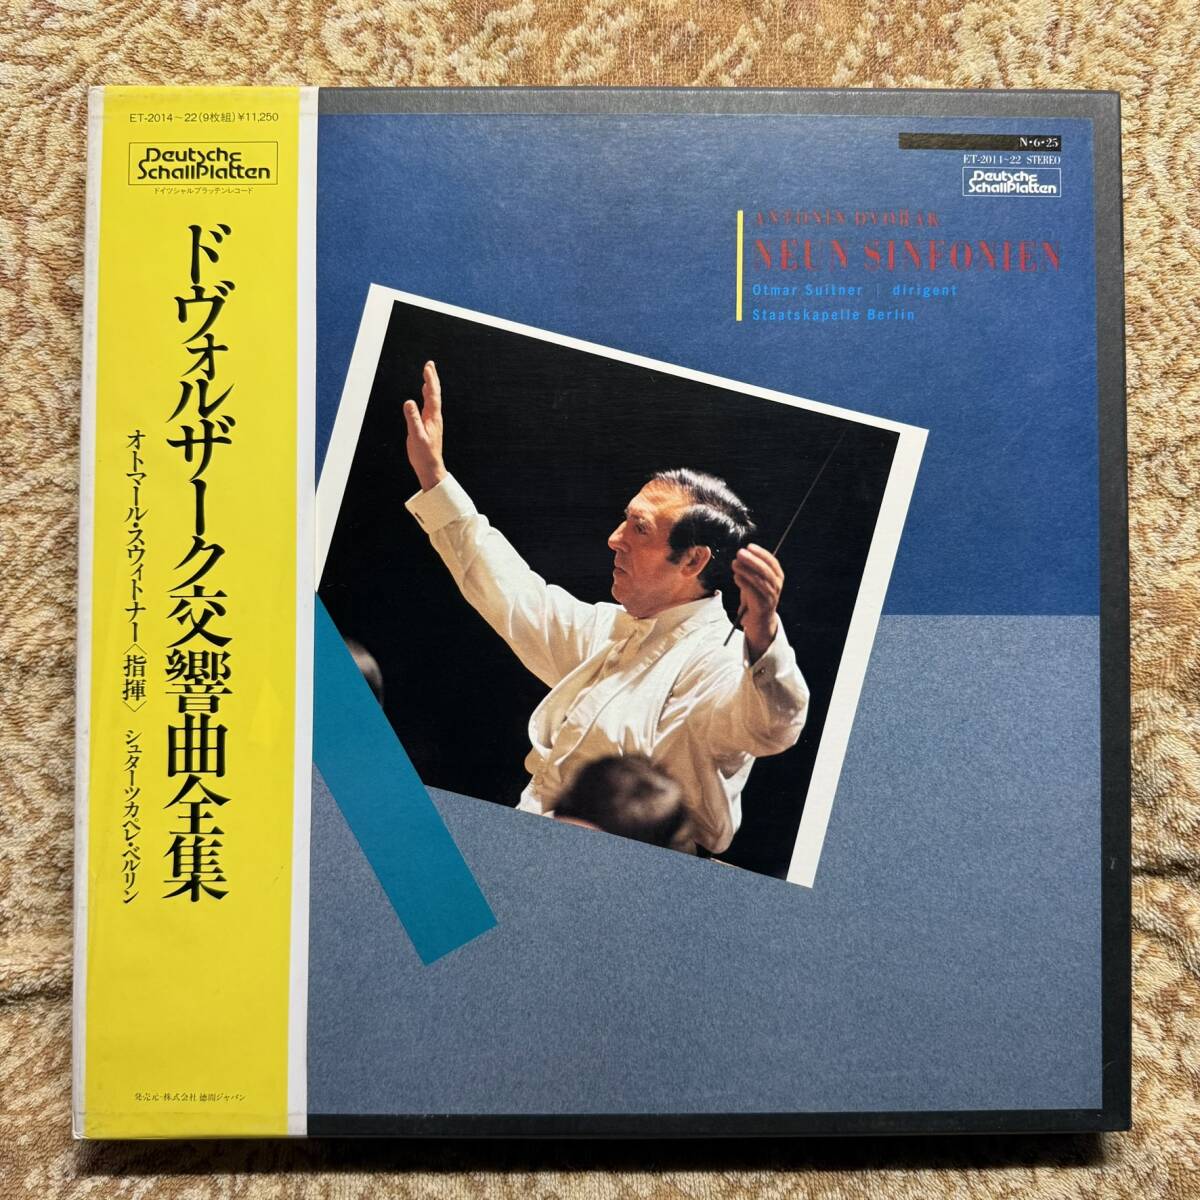 ET-2014～22(9枚組)¥11,250
Deutsche
SchallPlatten
ドイツシャルプラッテンレコード
ドヴォルザーク交響曲全集
オトマール・スウィトナー〈指揮〉 シュターツカペレ・ベルリン
発売元・株式会社 徳間ジャパン
N・6・25
ET-2014~22 STEREO
Deutsche
SchallPlatten
ANTONIN DVOŘAK
NEUN SINFONIEN
Otmar Suitner | dirigent
Staatskapelle Berlin